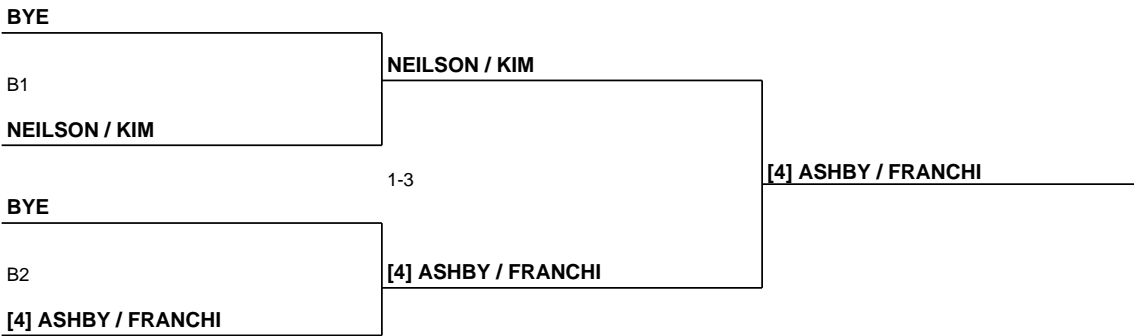 BYE
B1
NEILSON / KIM
NEILSON / KIM
1-3
[4] ASHBY / FRANCHI
BYE
B2
[4] ASHBY / FRANCHI
[4] ASHBY / FRANCHI